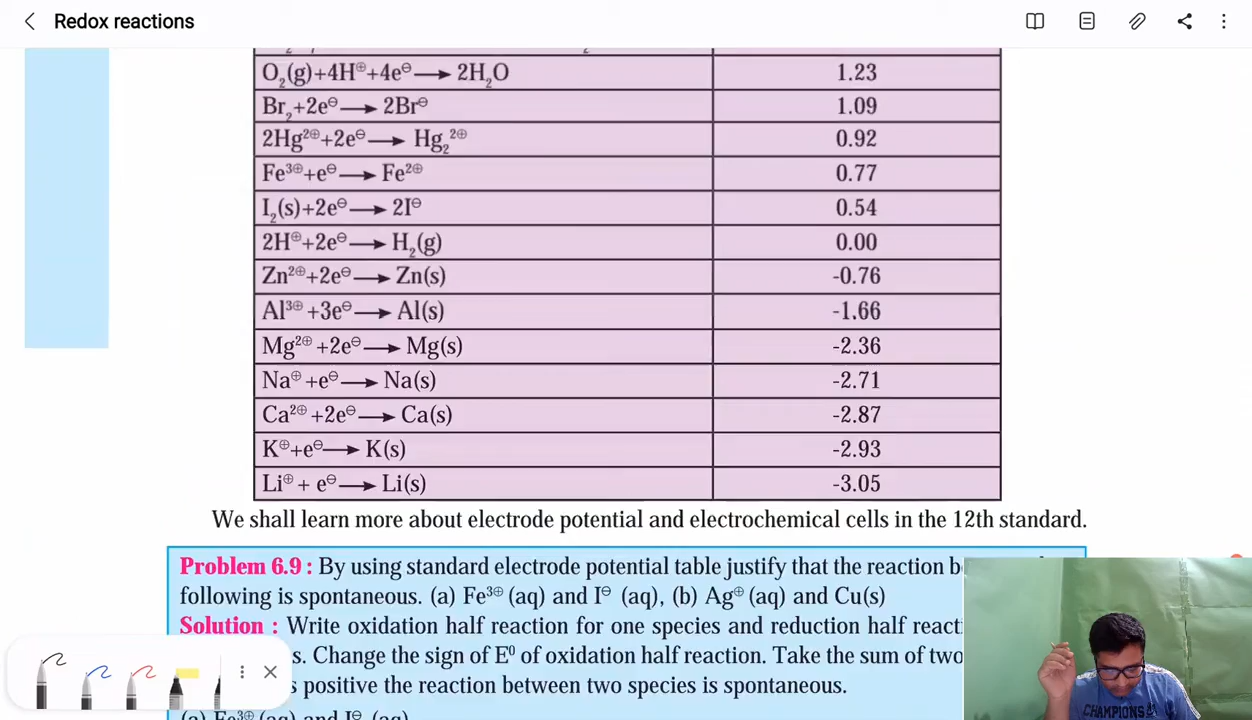 Redox reactions
O₂(g)+4H⊕+4e⊖ ⟶ 2H₂O 1.23
Br₂+2e⊖ ⟶ 2Br⊖ 1.09
2Hg²⊕+2e⊖ ⟶ Hg₂²⊕ 0.92
Fe³⊕+e⊖ ⟶ Fe²⊕ 0.77
I₂(s)+2e⊖ ⟶ 2I⊖ 0.54
2H⊕+2e⊖ ⟶ H₂(g) 0.00
Zn²⊕+2e⊖ ⟶ Zn(s) -0.76
Al³⊕ +3e⊖ ⟶ Al(s) -1.66
Mg²⊕ +2e⊖ ⟶ Mg(s) -2.36
Na⊕ +e⊖ ⟶ Na(s) -2.71
Ca²⊕ +2e⊖ ⟶ Ca(s) -2.87
K⊕+e⊖ ⟶ K(s) -2.93
Li⊕ + e⊖ ⟶ Li(s) -3.05
We shall learn more about electrode potential and electrochemical cells in the 12th standard.
Problem 6.9 : By using standard electrode potential table justify that the reaction
following is spontaneous. (a) Fe³⊕ (aq) and I⊖ (aq), (b) Ag⊕ (aq) and Cu(s)
Solution : Write oxidation half reaction for one species and reduction half
Change the sign of E⁰ of oxidation half reaction. Take the sum of two
positive the reaction between two species is spontaneous.
(a) Fe³⊕ (aq) and I⊖ (aq)
CHAMPIONS